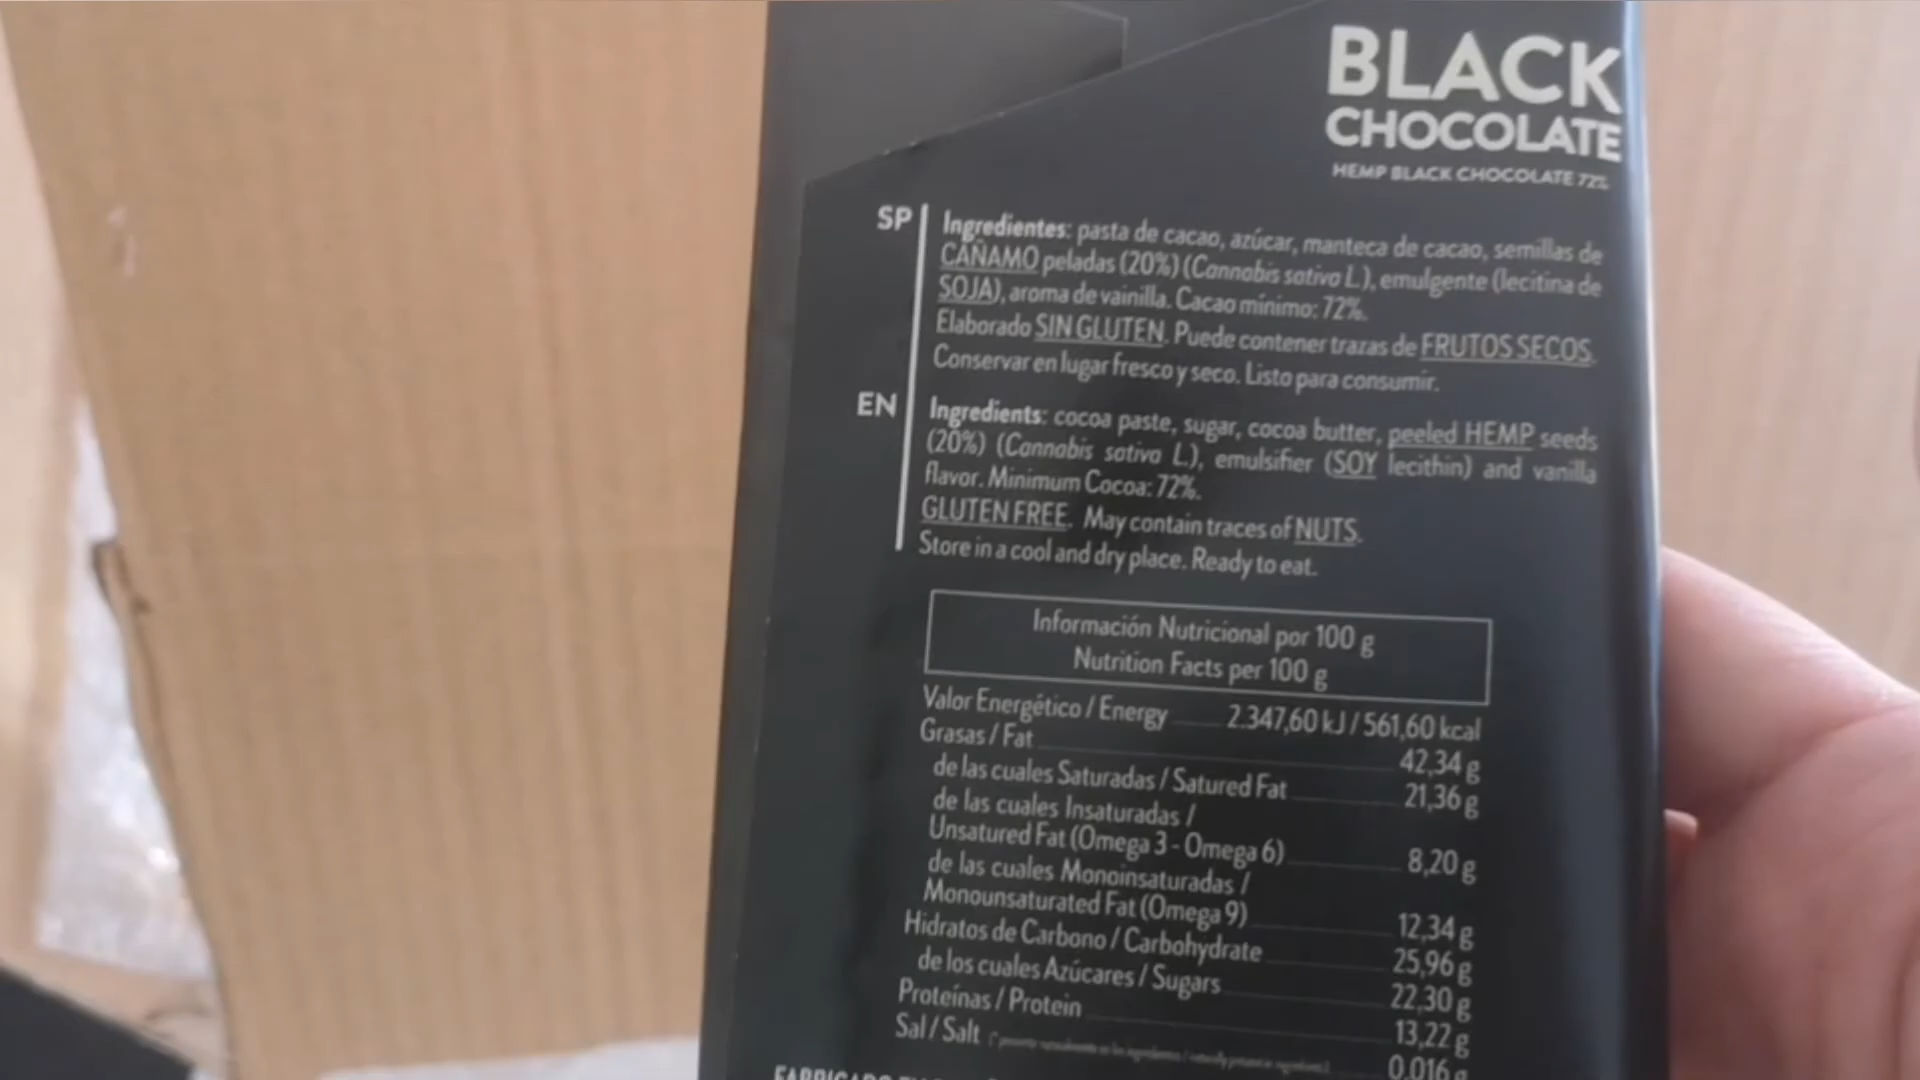 BLACK
CHOCOLATE
HEMP BLACK CHOCOLATE 72%
SP
Ingredientes: pasta de cacao, azúcar, manteca de cacao, semillas de
CÁÑAMO peladas (20%) (Cannabis sativa L.), emulgente (lecitina de
SOJA), aroma de vainilla. Cacao mínimo: 72%.
Elaborado SIN GLUTEN. Puede contener trazas de FRUTOS SECOS.
Conservar en lugar fresco y seco. Listo para consumir.
EN
Ingredients: cocoa paste, sugar, cocoa butter, peeled HEMP seeds
(20%) (Cannabis sativa L.), emulsifier (SOY lecithin) and vanilla
flavor. Minimum Cocoa: 72%.
GLUTEN FREE. May contain traces of NUTS.
Store in a cool and dry place. Ready to eat.
Información Nutricional por 100 g
Nutrition Facts per 100 g
Valor Energético / Energy 2.347,60 kJ / 561,60 kcal
Grasas / Fat 42,34 g
de las cuales Saturadas / Satured Fat 21,36 g
de las cuales Insaturadas /
Unsatured Fat (Omega 3 - Omega 6) 8,20 g
de las cuales Monoinsaturadas /
Monounsaturated Fat (Omega 9) 12,34 g
Hidratos de Carbono / Carbohydrate 25,96 g
de los cuales Azúcares / Sugars 22,30 g
Proteínas / Protein 13,22 g
Sal / Salt 0,016 g